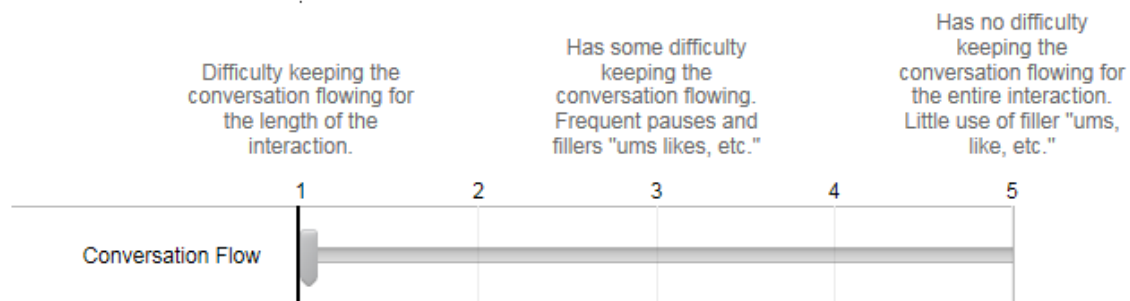 Difficulty keeping the
conversation flowing for
the length of the
interaction.
Has some difficulty
keeping the
conversation flowing.
Frequent pauses and
fillers "ums likes, etc."
Has no difficulty
keeping the
conversation flowing for
the entire interaction.
Little use of filler "ums,
like, etc."
1 2 3 4 5
Conversation Flow